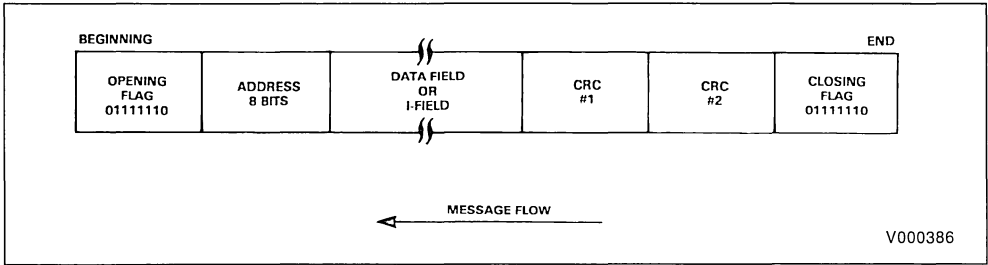 BEGINNING
END
OPENING
FLAG
01111110
ADDRESS
8 BITS
DATA FIELD
OR
I-FIELD
CRC
#1
CRC
#2
CLOSING
FLAG
01111110
MESSAGE FLOW
V000386